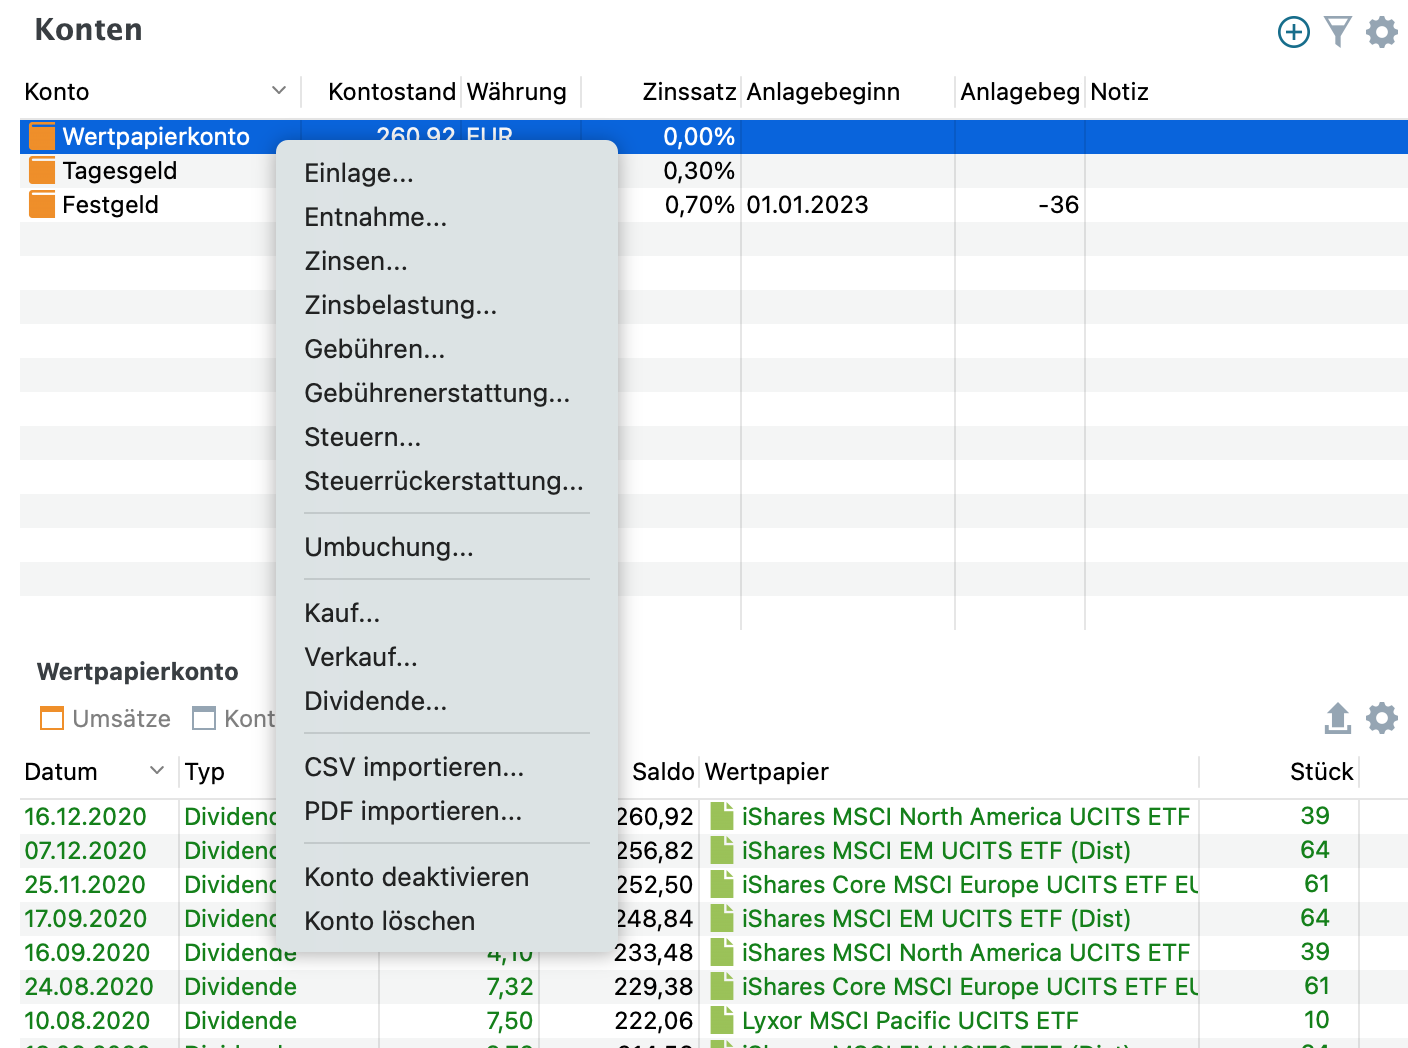 Konten
Konto Kontostand Währung Zinssatz Anlagebeginn Anlagebeg Notiz
Wertpapierkonto 260,92 EUR 0,00%
Tagesgeld 0,30%
Festgeld 0,70% 01.01.2023 -36
Einlage...
Entnahme...
Zinsen...
Zinsbelastung...
Gebühren...
Gebührenerstattung...
Steuern...
Steuerrückerstattung...
Umbuchung...
Kauf...
Verkauf...
Dividende...
CSV importieren...
PDF importieren...
Konto deaktivieren
Konto löschen
Wertpapierkonto
Umsätze Kont
Datum Typ Saldo Wertpapier Stück
16.12.2020 Dividend 260,92 iShares MSCI North America UCITS ETF 39
07.12.2020 Dividend 256,82 iShares MSCI EM UCITS ETF (Dist) 64
25.11.2020 Dividend 252,50 iShares Core MSCI Europe UCITS ETF EU 61
17.09.2020 Dividend 248,84 iShares MSCI EM UCITS ETF (Dist) 64
16.09.2020 Dividende 4,10 233,48 iShares MSCI North America UCITS ETF 39
24.08.2020 Dividende 7,32 229,38 iShares Core MSCI Europe UCITS ETF EU 61
10.08.2020 Dividende 7,50 222,06 Lyxor MSCI Pacific UCITS ETF 10